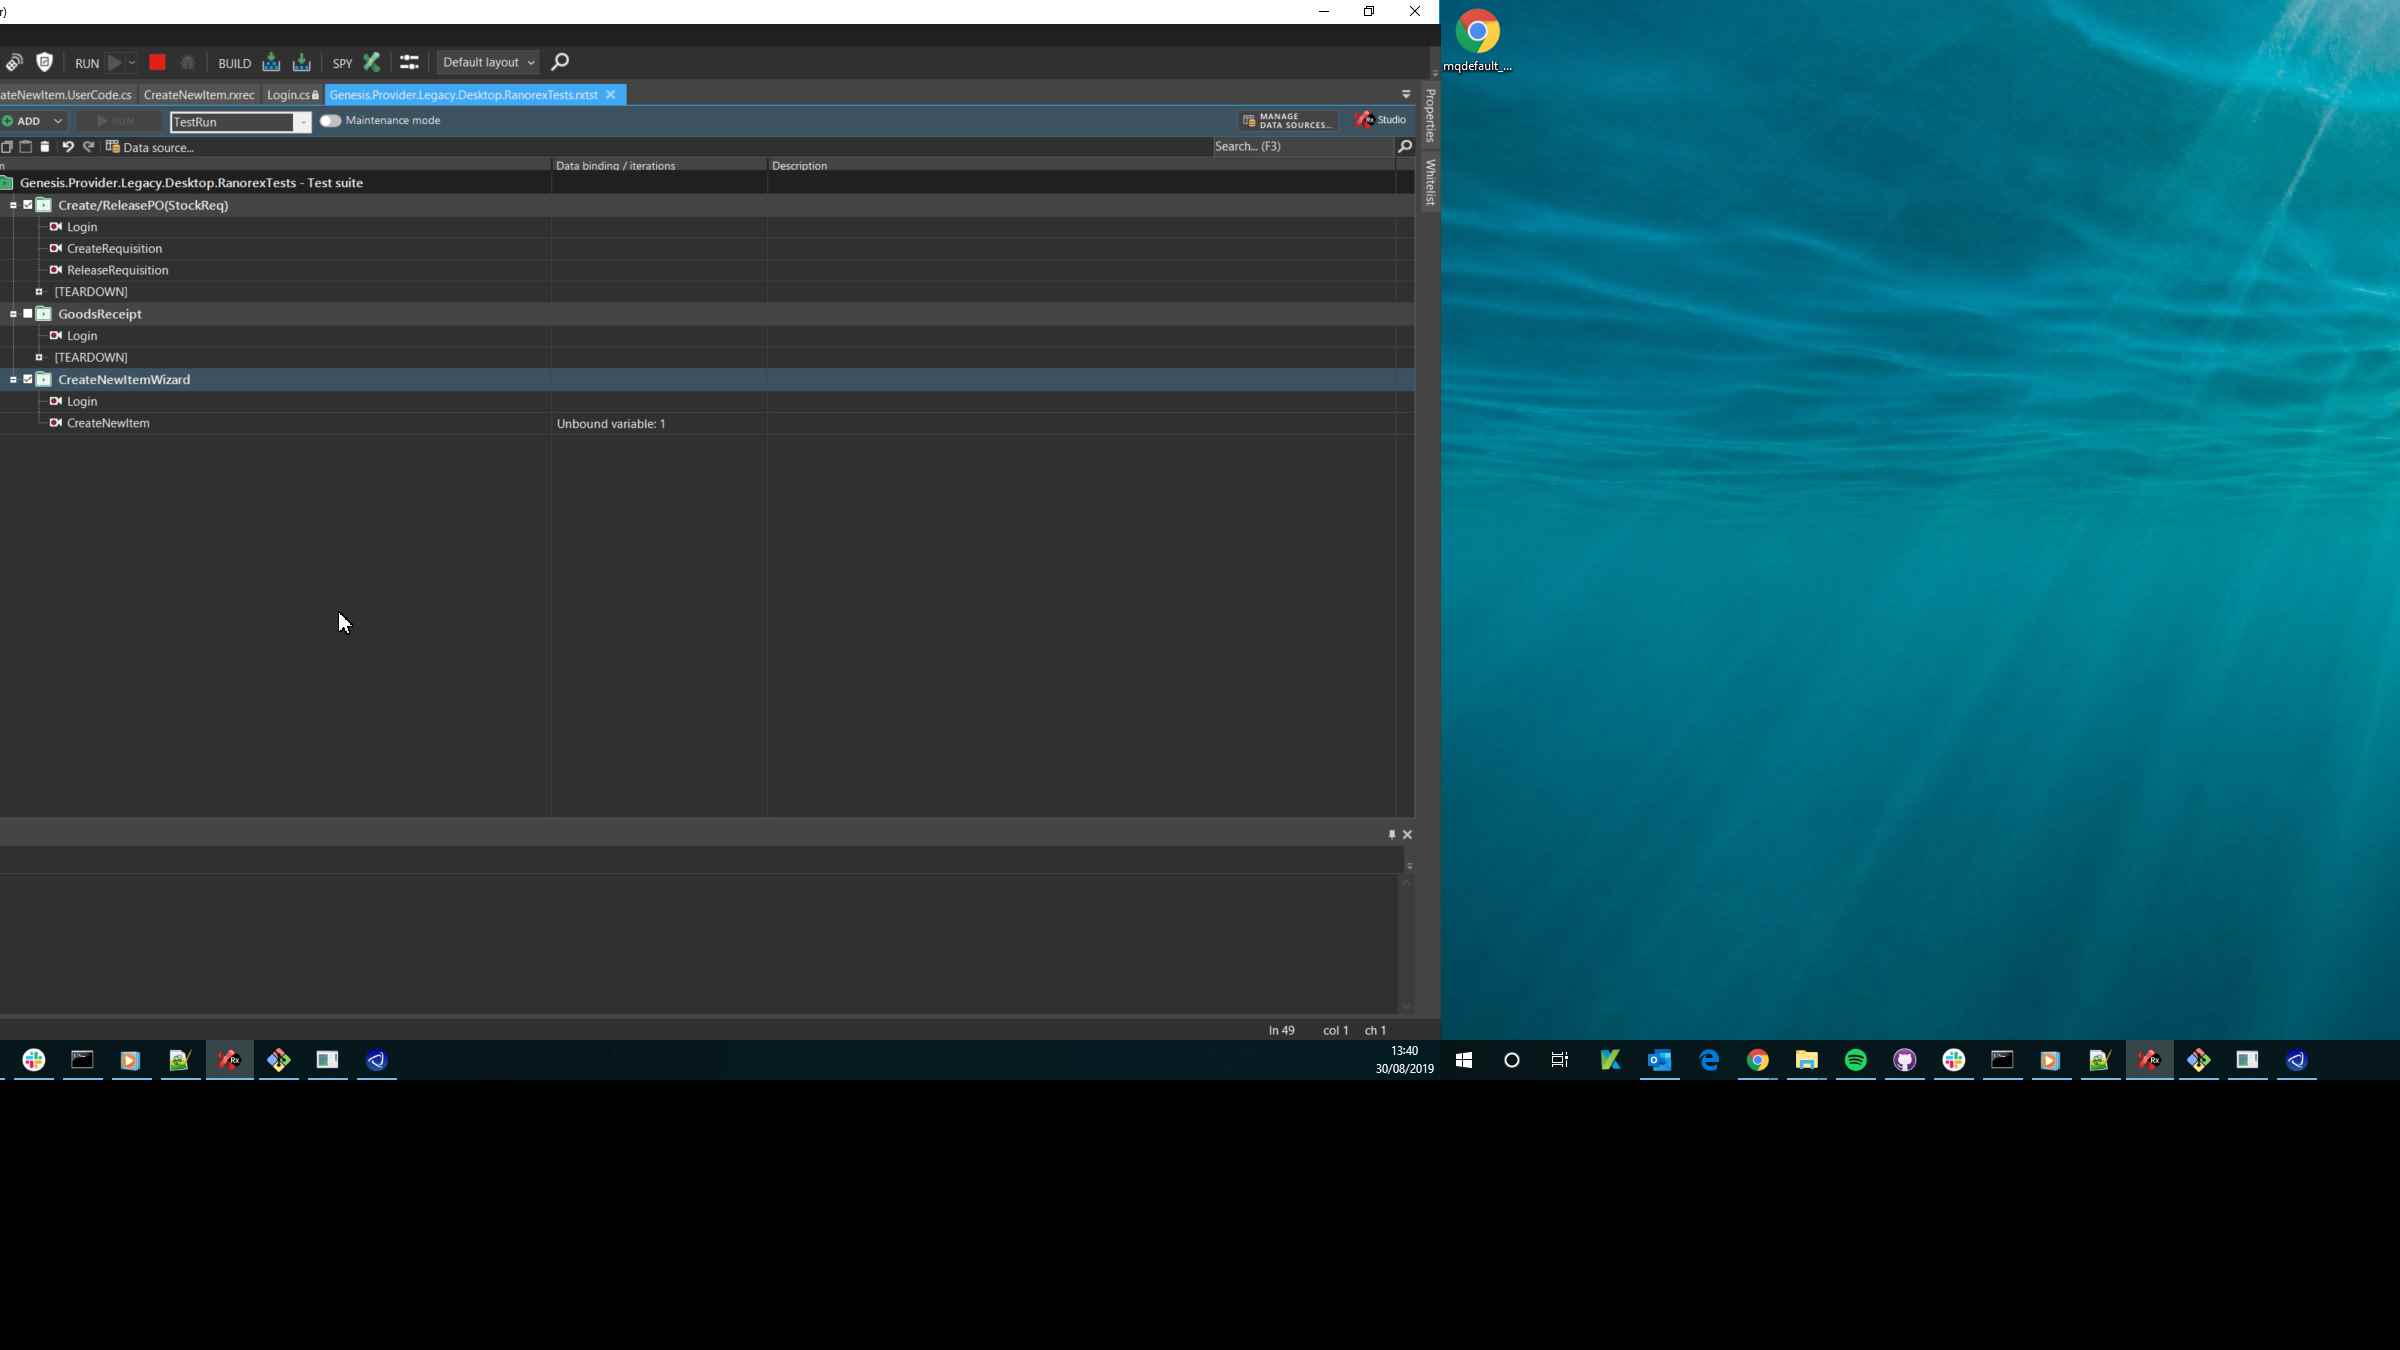 r)
RUN
BUILD
SPY
Default layout
ateNewItem.UserCode.cs
CreateNewItem.rxrec
Login.cs
Genesis.Provider.Legacy.Desktop.RanorexTests.rxtst
ADD
RUN
TestRun
Maintenance mode
MANAGE
DATA SOURCES...
Studio
Data source...
Search... (F3)
Properties
Whitelist
n
Data binding / iterations
Description
Genesis.Provider.Legacy.Desktop.RanorexTests - Test suite
Create/ReleasePO(StockReq)
Login
CreateRequisition
ReleaseRequisition
[TEARDOWN]
GoodsReceipt
Login
[TEARDOWN]
CreateNewItemWizard
Login
CreateNewItem
Unbound variable: 1
ln 49
col 1
ch 1
13:40
30/08/2019
mqdefault_...